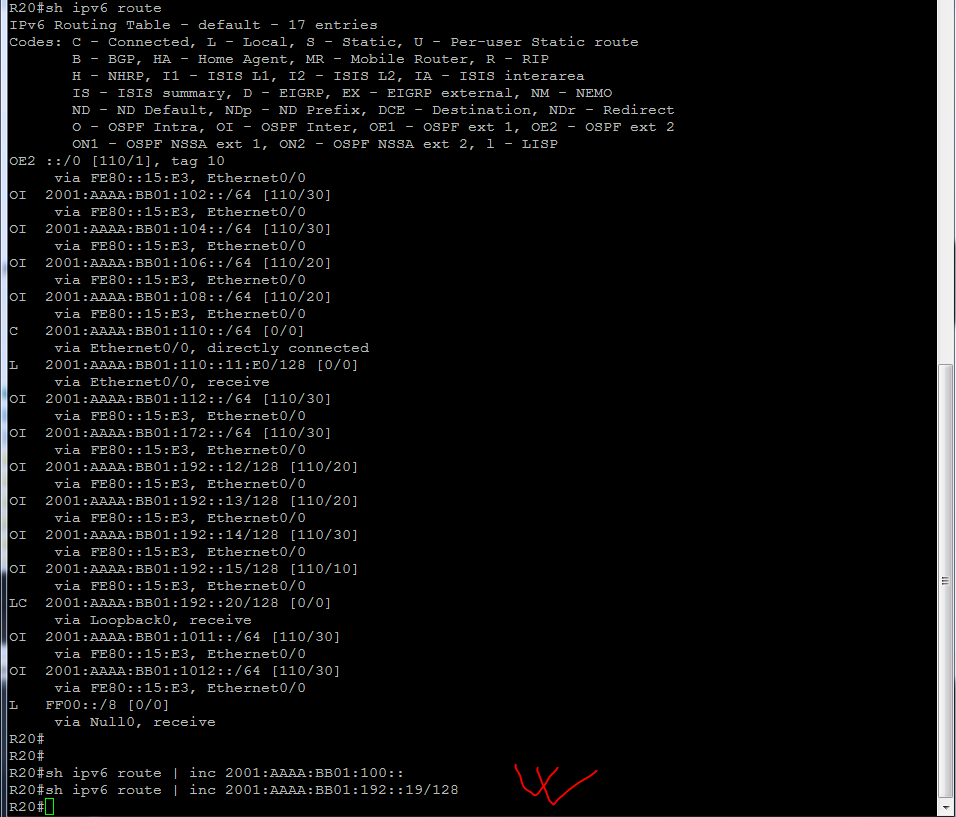 R20#sh ipv6 route
IPv6 Routing Table - default - 17 entries
Codes: C - Connected, L - Local, S - Static, U - Per-user Static route
       B - BGP, HA - Home Agent, MR - Mobile Router, R - RIP
       H - NHRP, I1 - ISIS L1, I2 - ISIS L2, IA - ISIS interarea
       IS - ISIS summary, D - EIGRP, EX - EIGRP external, NM - NEMO
       ND - ND Default, NDp - ND Prefix, DCE - Destination, NDr - Redirect
       O - OSPF Intra, OI - OSPF Inter, OE1 - OSPF ext 1, OE2 - OSPF ext 2
       ON1 - OSPF NSSA ext 1, ON2 - OSPF NSSA ext 2, l - LISP
OE2 ::/0 [110/1], tag 10
     via FE80::15:E3, Ethernet0/0
OI  2001:AAAA:BB01:102::/64 [110/30]
     via FE80::15:E3, Ethernet0/0
OI  2001:AAAA:BB01:104::/64 [110/30]
     via FE80::15:E3, Ethernet0/0
OI  2001:AAAA:BB01:106::/64 [110/20]
     via FE80::15:E3, Ethernet0/0
OI  2001:AAAA:BB01:108::/64 [110/20]
     via FE80::15:E3, Ethernet0/0
C   2001:AAAA:BB01:110::/64 [0/0]
     via Ethernet0/0, directly connected
L   2001:AAAA:BB01:110::11:E0/128 [0/0]
     via Ethernet0/0, receive
OI  2001:AAAA:BB01:112::/64 [110/30]
     via FE80::15:E3, Ethernet0/0
OI  2001:AAAA:BB01:172::/64 [110/30]
     via FE80::15:E3, Ethernet0/0
OI  2001:AAAA:BB01:192::12/128 [110/20]
     via FE80::15:E3, Ethernet0/0
OI  2001:AAAA:BB01:192::13/128 [110/20]
     via FE80::15:E3, Ethernet0/0
OI  2001:AAAA:BB01:192::14/128 [110/30]
     via FE80::15:E3, Ethernet0/0
OI  2001:AAAA:BB01:192::15/128 [110/10]
     via FE80::15:E3, Ethernet0/0
LC  2001:AAAA:BB01:192::20/128 [0/0]
     via Loopback0, receive
OI  2001:AAAA:BB01:1011::/64 [110/30]
     via FE80::15:E3, Ethernet0/0
OI  2001:AAAA:BB01:1012::/64 [110/30]
     via FE80::15:E3, Ethernet0/0
L   FF00::/8 [0/0]
     via Null0, receive
R20#
R20#
R20#sh ipv6 route | inc 2001:AAAA:BB01:100::
R20#sh ipv6 route | inc 2001:AAAA:BB01:192::19/128
R20#